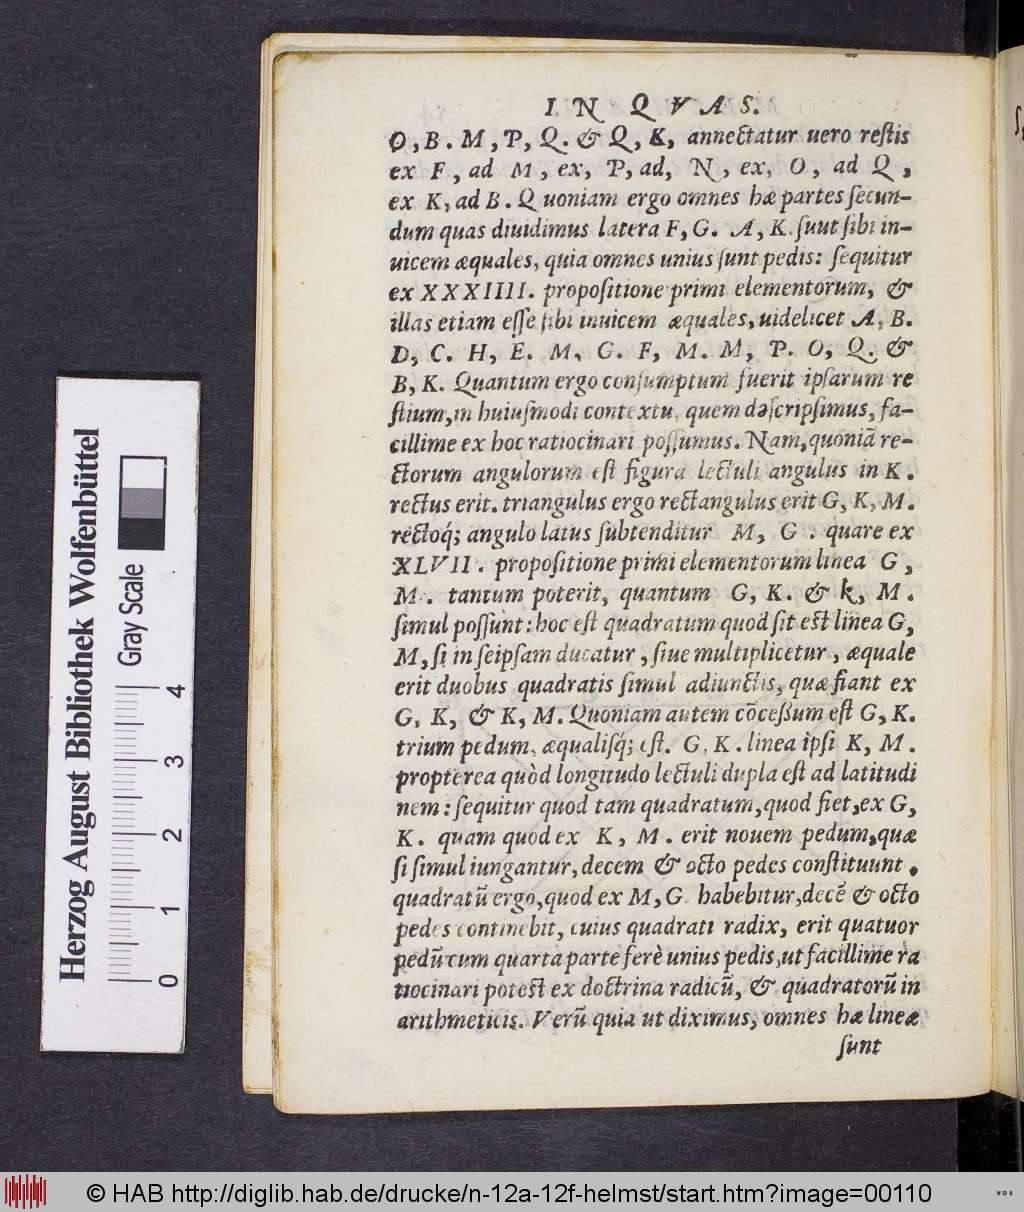 IN QVAS.
O, B. M, P, Q. & Q, K, annectatur uero restis
ex F, ad M, ex, P, ad, N, ex, O, ad Q,
ex K, ad B. Quoniam ergo omnes hæ partes secun-
dum quas diuidimus latera F, G. A, K. suut sibi in-
uicem æquales, quia omnes unius sunt pedis: sequitur
ex XXXIIII. propositione primi elementorum, &
illas etiam esse sibi inuicem æquales, uidelicet A, B.
D, C. H, E. M, G. F, M. M, P. O, Q. &
B, K. Quantum ergo consumptum fuerit ipsarum re
stium, in huiusmodi contextu, quem dəscripsimus, fa-
cillime ex hoc ratiocinari possumus. Nam, quoniã re-
ctorum angulorum est figura lectuli angulus in K.
rectus erit. triangulus ergo rectangulus erit G, K, M.
rectoq́; angulo latus subtenditur M, G. quare ex
XLVII. propositione primi elementorum linea G,
M. tantum poterit, quantum G, K. & k, M.
simul possunt: hoc est quadratum quod sit est linea G,
M, si in seipsam ducatur, siue multiplicetur, æquale
erit duobus quadratis simul adiunctis, quæ fiant ex
G, K, & K, M. Quoniam autem cõceßum est G, K.
trium pedum, æqualisq́; est. G, K. linea ipsi K, M.
propterea quòd longitudo lectuli dupla est ad latitudi
nem: sequitur quod tam quadratum, quod fiet, ex G,
K. quam quod ex K, M. erit nouem pedum, quæ
si simul iungantur, decem & octo pedes constituunt.
quadratũ ergo, quod ex M, G. habebitur, decẽ & octo
pedes continebit, cuius quadrati radix, erit quatuor
pedũ cum quarta parte ferè unius pedis, ut facillime ra
tiocinari potest ex doctrina radicũ, & quadratorũ in
arithmeticis. Verũ quia ut diximus, omnes hæ lineæ
sunt
Herzog August Bibliothek Wolfenbüttel
Gray Scale
0 1 2 3 4
© HAB http://diglib.hab.de/drucke/n-12a-12f-helmst/start.htm?image=00110